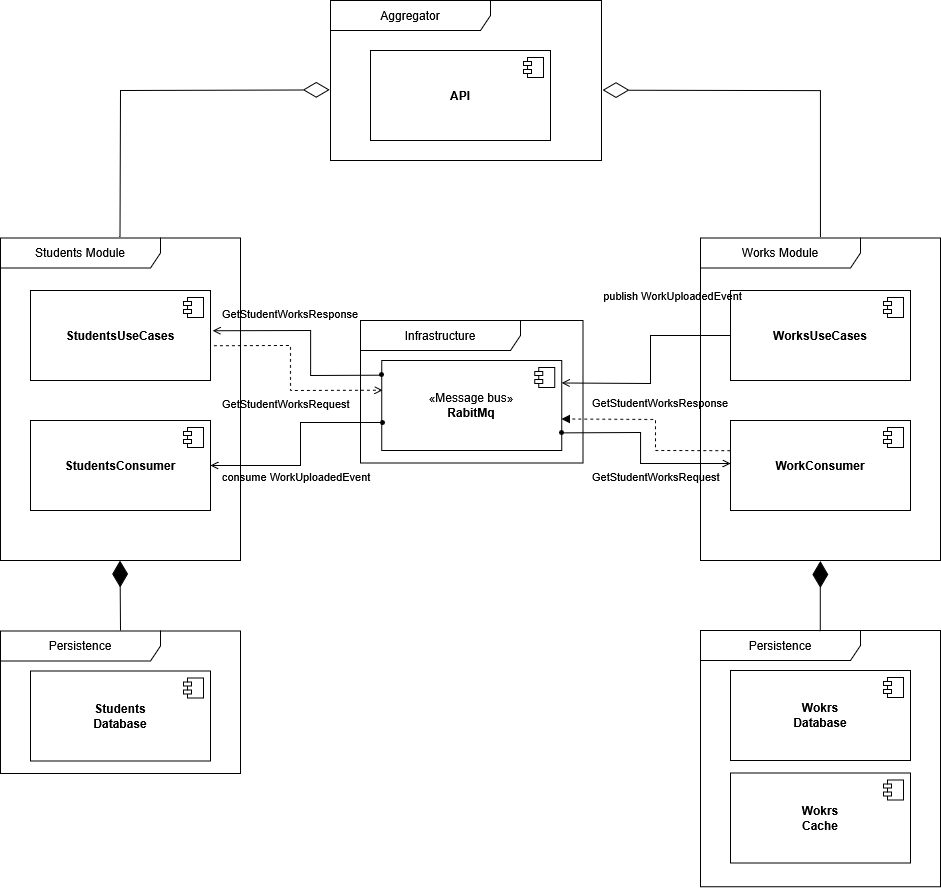 Aggregator
API
Students Module
Works Module
StudentsUseCases
GetStudentWorksResponse
publish WorkUploadedEvent
WorksUseCases
Infrastructure
«Message bus»
RabitMq
GetStudentWorksRequest
GetStudentWorksResponse
StudentsConsumer
consume WorkUploadedEvent
GetStudentWorksRequest
WorkConsumer
Persistence
Students
Database
Persistence
Wokrs
Database
Wokrs
Cache